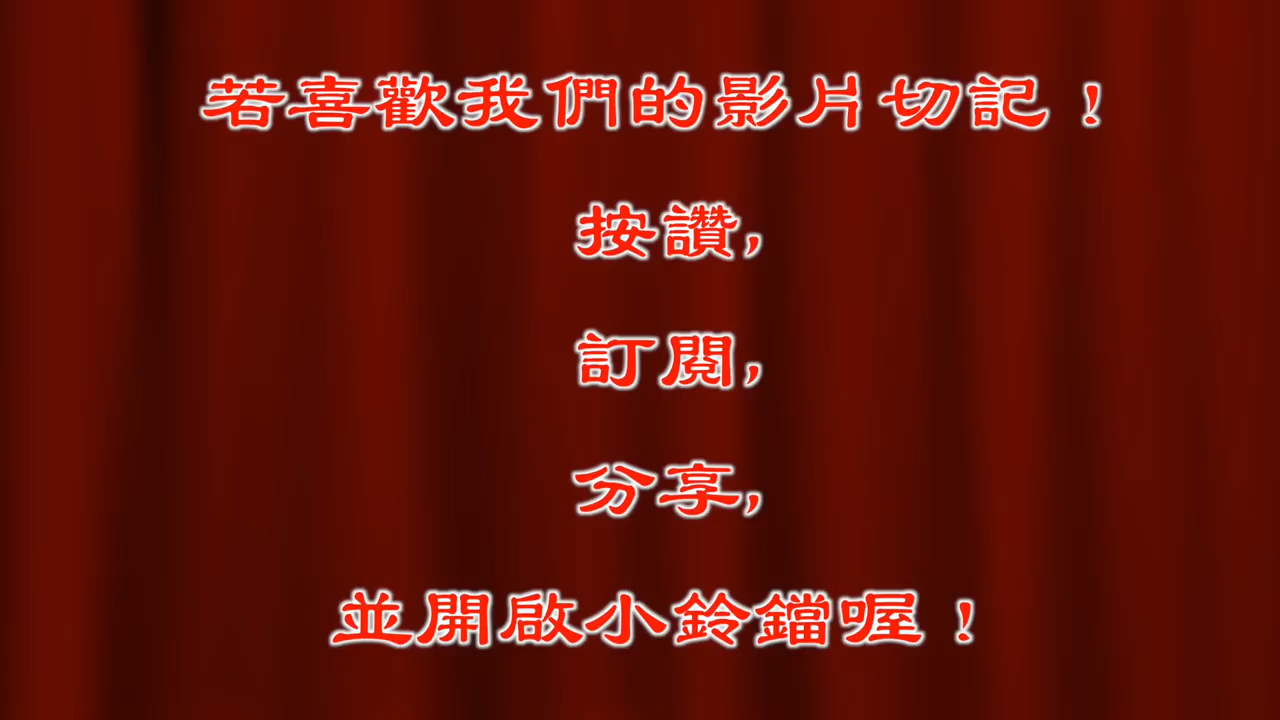 若喜歡我們的影片切記！
按讚,
訂閱,
分享,
並開啟小鈴鐺喔！